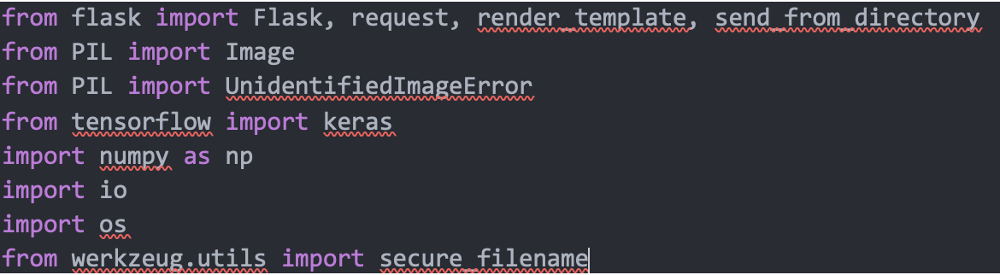 from flask import Flask, request, render_template, send_from_directory
from PIL import Image
from PIL import UnidentifiedImageError
from tensorflow import keras
import numpy as np
import io
import os
from werkzeug.utils import secure_filename